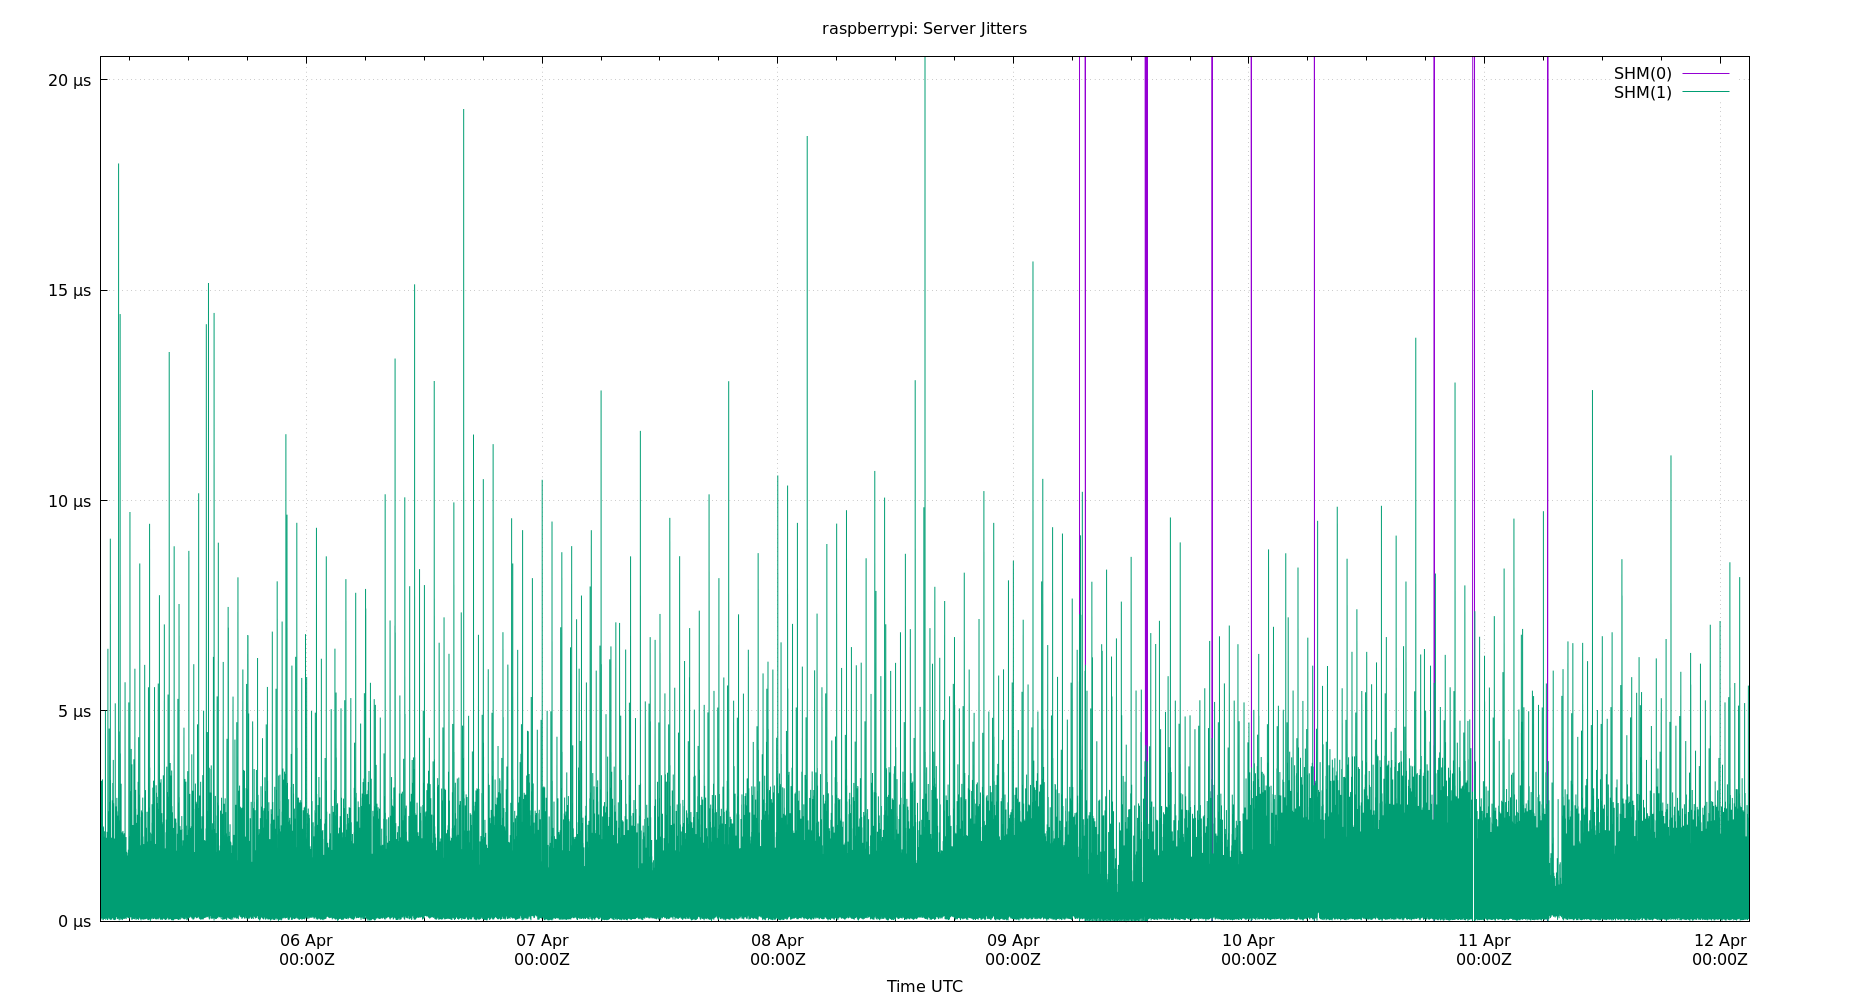 raspberrypi: Server Jitters
SHM(0)
SHM(1)
20 µs
15 µs
10 µs
5 µs
0 µs
06 Apr 07 Apr 08 Apr 09 Apr 10 Apr 11 Apr 12 Apr
00:00Z 00:00Z 00:00Z 00:00Z 00:00Z 00:00Z 00:00Z
Time UTC